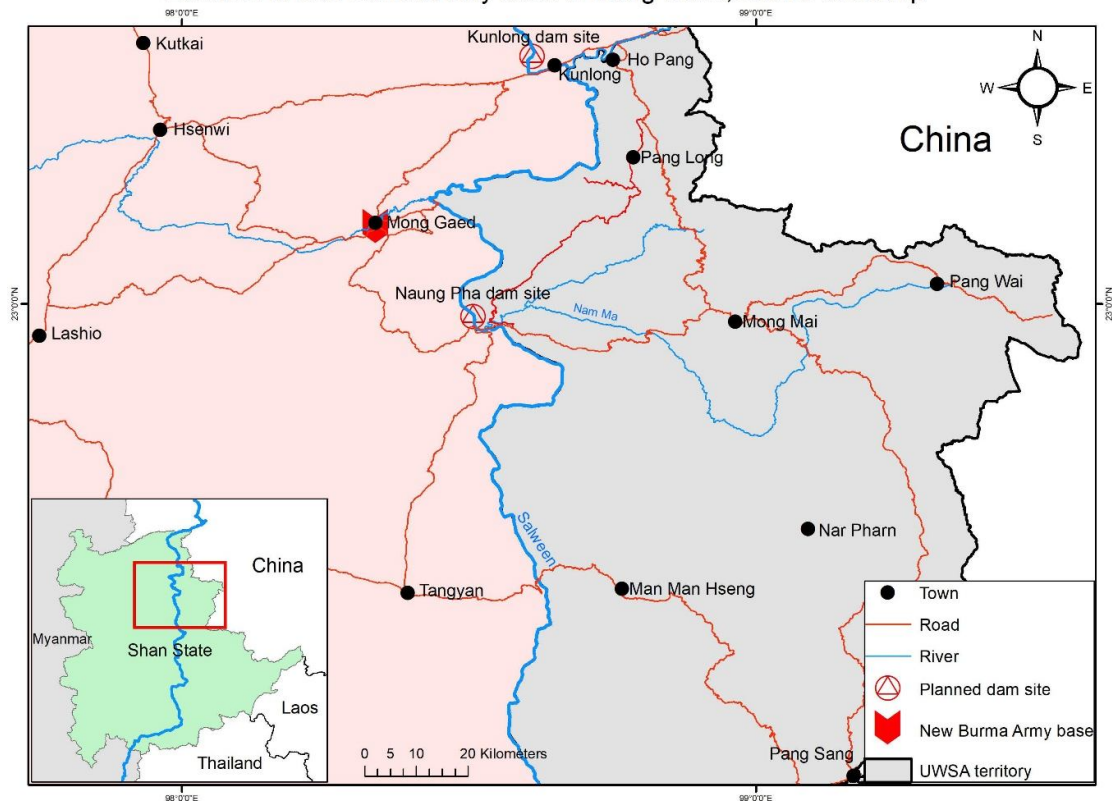 98°0'0"E
99°0'0"E
Kutkai
Kunlong dam site
Kunlong
Ho Pang
N
W
E
S
Hsenwi
China
Pang Long
Mong Gaed
Naung Pha dam site
Pang Wai
23°0'0"N
23°0'0"N
Nam Ma
Mong Mai
Lashio
Salween
Nar Pharn
Tangyan
Man Man Hseng
China
Myanmar
Shan State
Laos
Thailand
0 5 10 20 Kilometers
Pang Sang
Town
Road
River
Planned dam site
New Burma Army base
UWSA territory
98°0'0"E
99°0'0"E